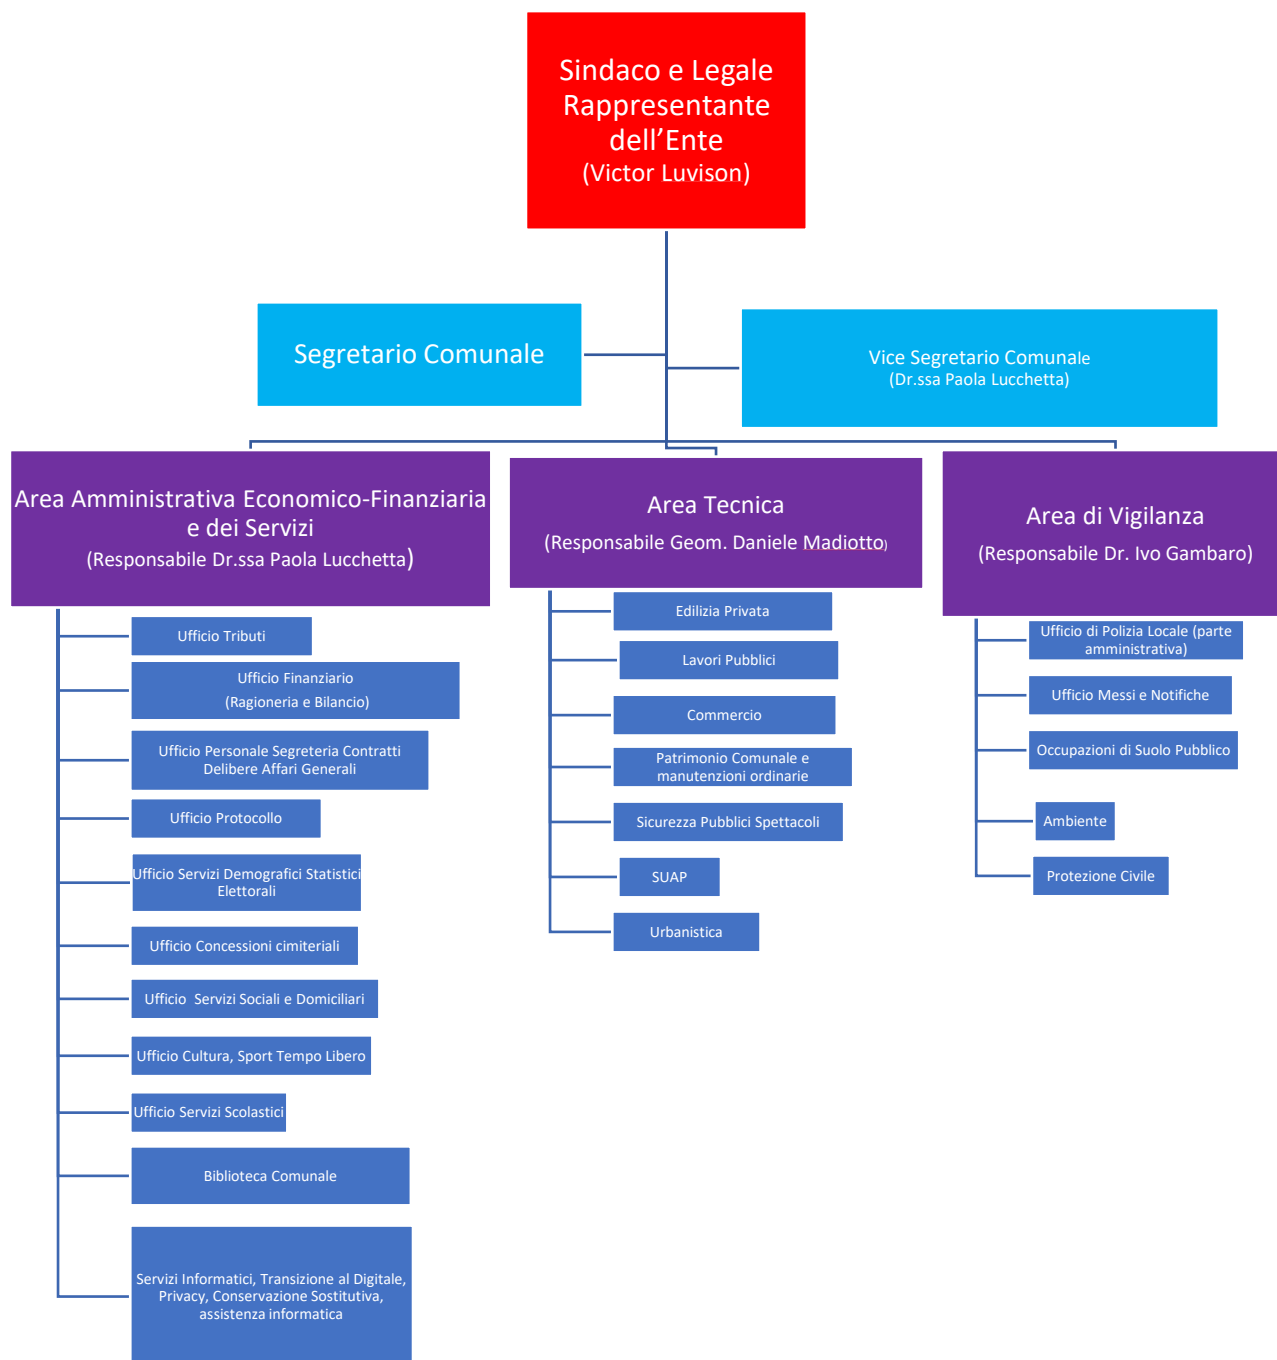 Sindaco e Legale
Rappresentante
dell’Ente
(Victor Luvison)
Segretario Comunale
Vice Segretario Comunale
(Dr.ssa Paola Lucchetta)
Area Amministrativa Economico-Finanziaria
e dei Servizi
(Responsabile Dr.ssa Paola Lucchetta)
Area Tecnica
(Responsabile Geom. Daniele Madiotto)
Area di Vigilanza
(Responsabile Dr. Ivo Gambaro)
Ufficio Tributi
Ufficio Finanziario
(Ragioneria e Bilancio)
Ufficio Personale Segreteria Contratti
Delibere Affari Generali
Ufficio Protocollo
Ufficio Servizi Demografici Statistici
Elettorali
Ufficio Concessioni cimiteriali
Ufficio  Servizi Sociali e Domiciliari
Ufficio Cultura, Sport Tempo Libero
Ufficio Servizi Scolastici
Biblioteca Comunale
Servizi Informatici, Transizione al Digitale,
Privacy, Conservazione Sostitutiva,
assistenza informatica
Edilizia Privata
Lavori Pubblici
Commercio
Patrimonio Comunale e
manutenzioni ordinarie
Sicurezza Pubblici Spettacoli
SUAP
Urbanistica
Ufficio di Polizia Locale (parte
amministrativa)
Ufficio Messi e Notifiche
Occupazioni di Suolo Pubblico
Ambiente
Protezione Civile